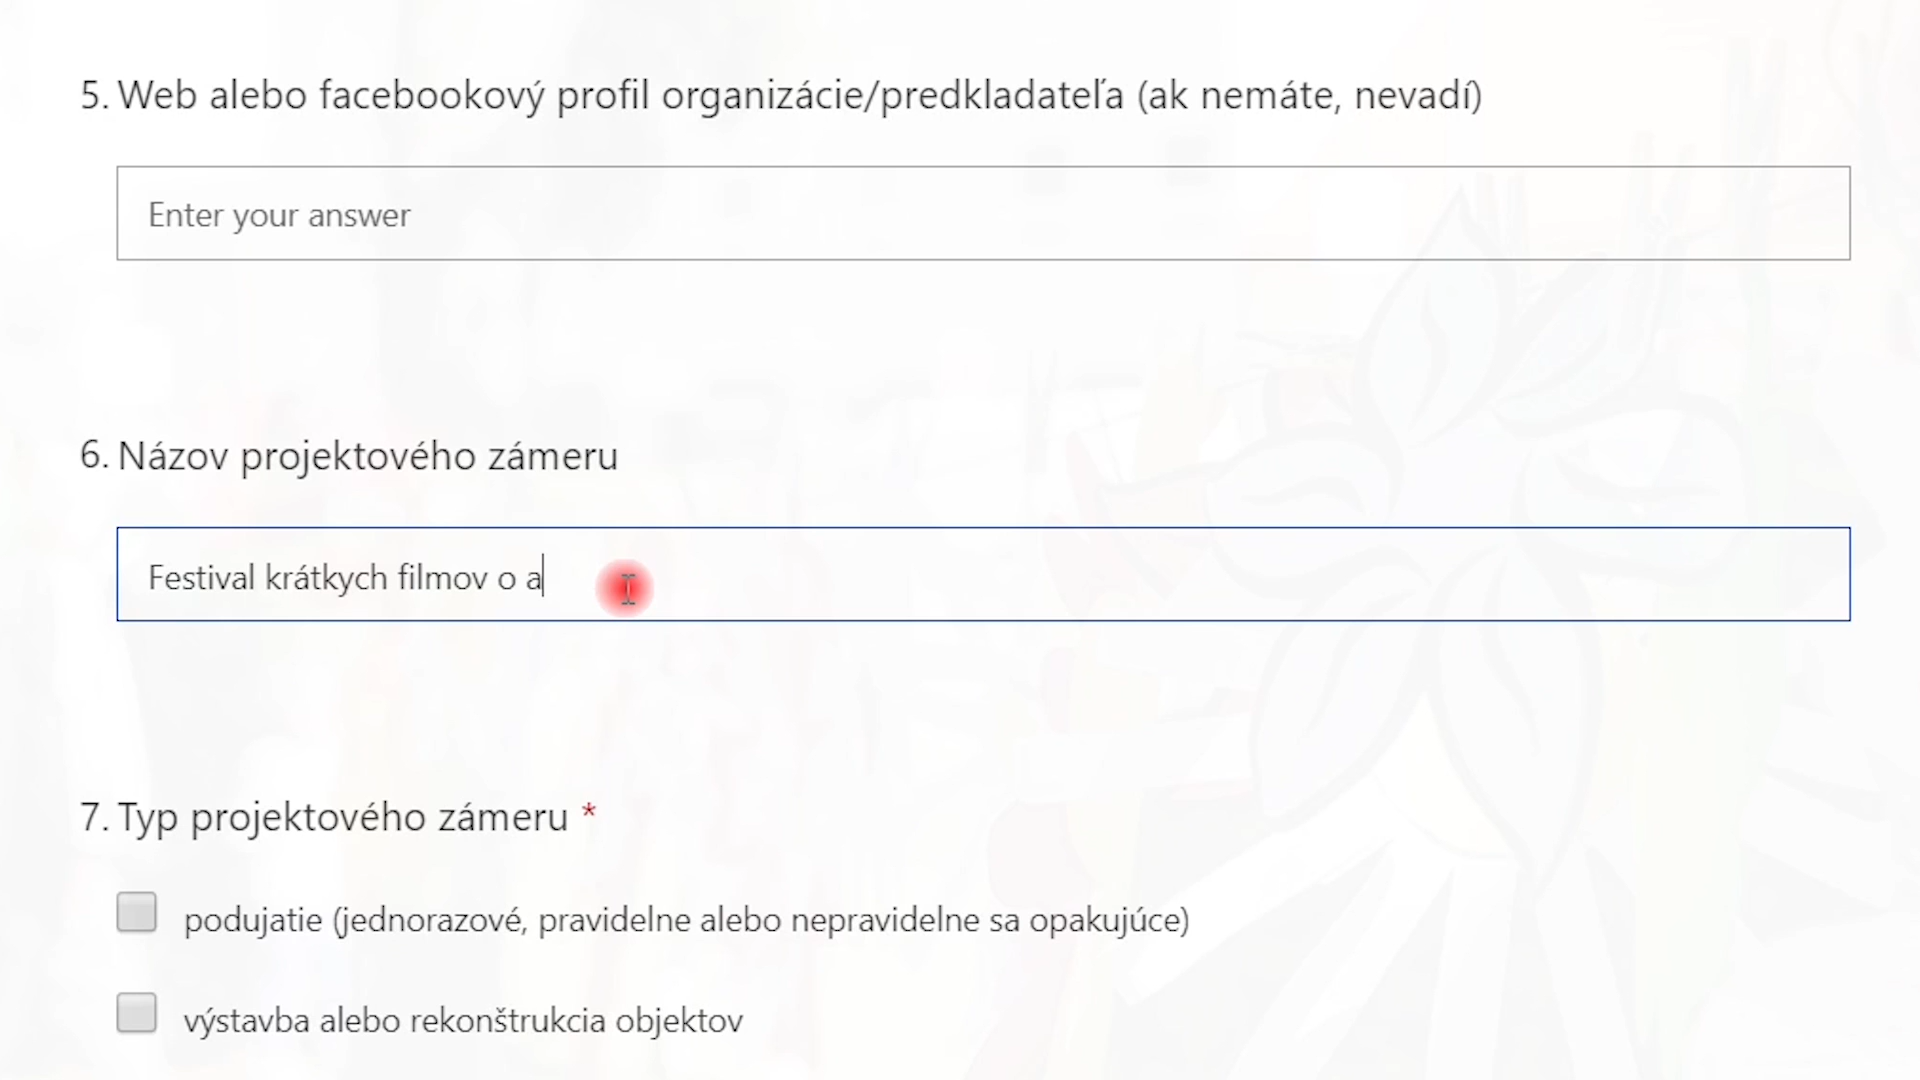 5. Web alebo facebookový profil organizácie/predkladateľa (ak nemáte, nevadí)
Enter your answer
6. Názov projektového zámeru
Festival krátkych filmov o a
7. Typ projektového zámeru *
podujatie (jednorazové, pravidelne alebo nepravidelne sa opakujúce)
výstavba alebo rekonštrukcia objektov